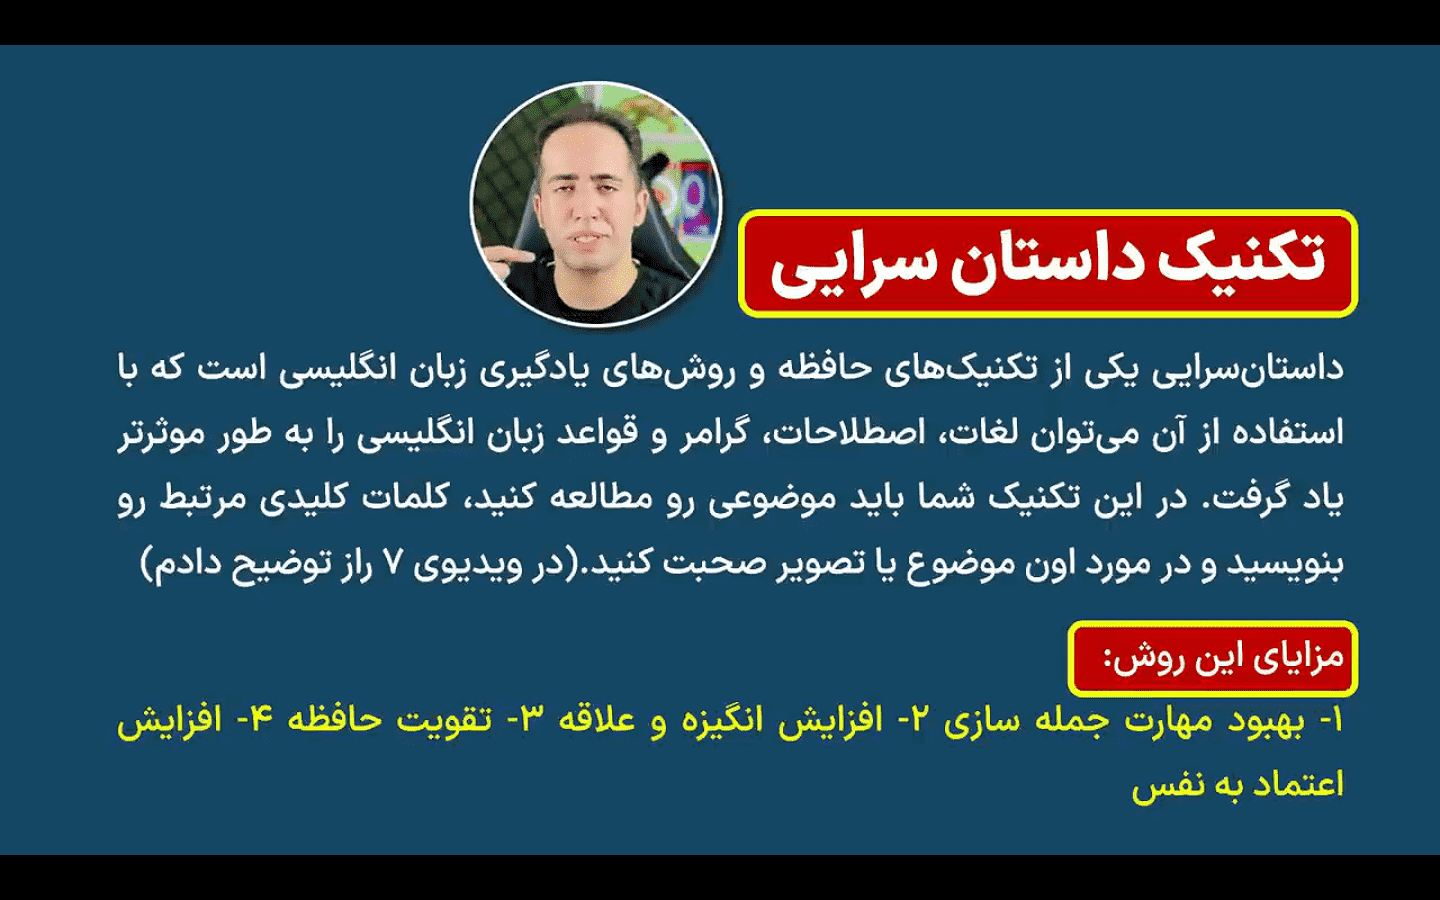 تکنیک داستان سرایی
داستان‌سرایی یکی از تکنیک‌های حافظه و روش‌های یادگیری زبان انگلیسی است که با
استفاده از آن می‌توان لغات، اصطلاحات، گرامر و قواعد زبان انگلیسی را به طور موثرتر
یاد گرفت. در این تکنیک شما باید موضوعی رو مطالعه کنید، کلمات کلیدی مرتبط رو
بنویسید و در مورد اون موضوع یا تصویر صحبت کنید.(در ویدیوی ۷ راز توضیح دادم)
مزایای این روش:
۱- بهبود مهارت جمله سازی ۲- افزایش انگیزه و علاقه ۳- تقویت حافظه ۴- افزایش
اعتماد به نفس